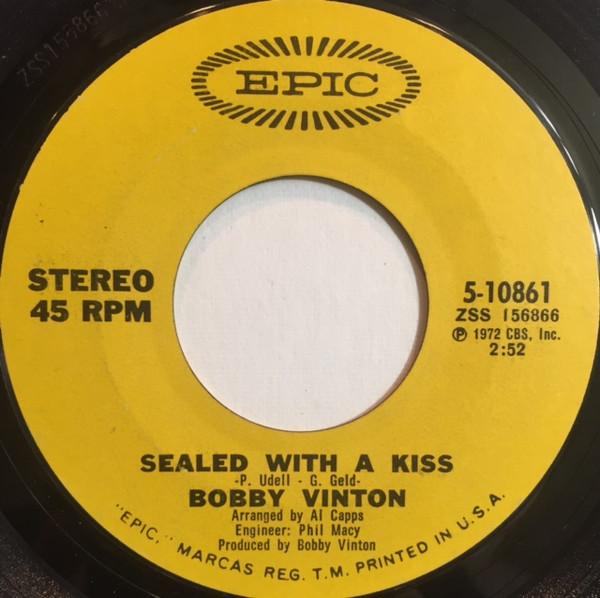 ZSS156866
EPIC
STEREO
45 RPM
5-10861
ZSS 156866
℗ 1972 CBS, Inc.
2:52
SEALED WITH A KISS
-P. Udell - G. Geld-
BOBBY VINTON
Arranged by Al Capps
Engineer: Phil Macy
Produced by Bobby Vinton
"EPIC," MARCAS REG. T.M. PRINTED IN U.S.A.